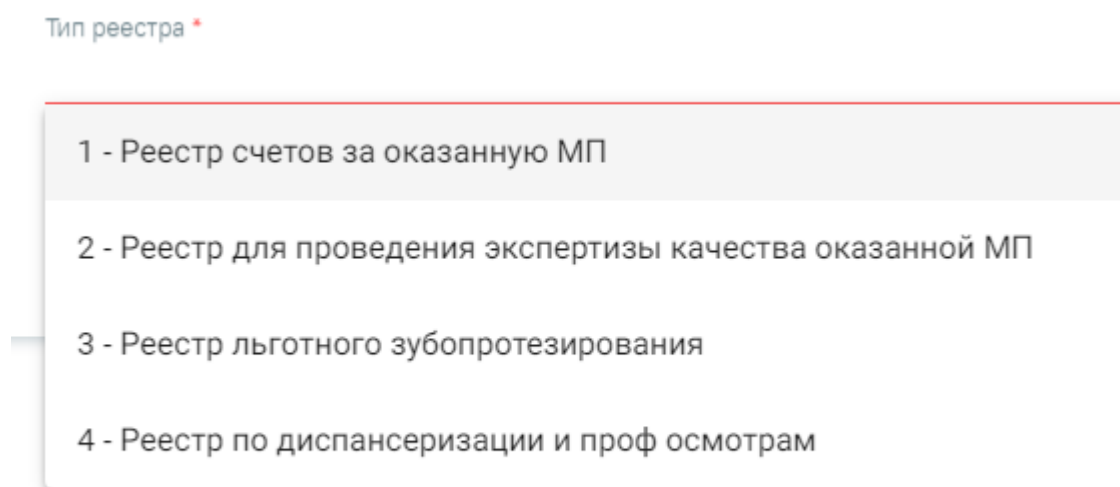 Тип реестра *
1 - Реестр счетов за оказанную МП
2 - Реестр для проведения экспертизы качества оказанной МП
3 - Реестр льготного зубопротезирования
4 - Реестр по диспансеризации и проф осмотрам